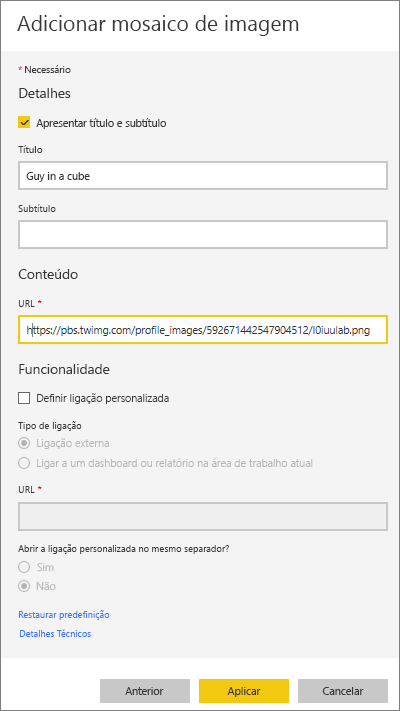 Adicionar mosaico de imagem
* Necessário
Detalhes
Apresentar título e subtítulo
Título
Guy in a cube
Subtítulo
Conteúdo
URL *
https://pbs.twimg.com/profile_images/592671442547904512/l0iuulab.png
Funcionalidade
Definir ligação personalizada
Tipo de ligação
Ligação externa
Ligar a um dashboard ou relatório na área de trabalho atual
URL *
Abrir a ligação personalizada no mesmo separador?
Sim
Não
Restaurar predefinição
Detalhes Técnicos
Anterior
Aplicar
Cancelar